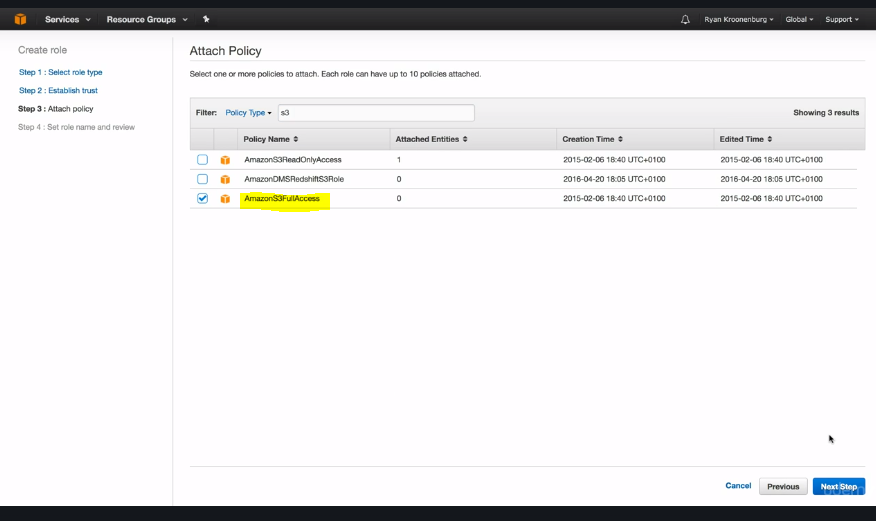 Services Resource Groups Ryan Kroonenburg Global Support
Create role
Step 1 : Select role type
Step 2 : Establish trust
Step 3 : Attach policy
Step 4 : Set role name and review
Attach Policy
Select one or more policies to attach. Each role can have up to 10 policies attached.
Filter: Policy Type s3 Showing 3 results
Policy Name Attached Entities Creation Time Edited Time
AmazonS3ReadOnlyAccess 1 2015-02-06 18:40 UTC+0100 2015-02-06 18:40 UTC+0100
AmazonDMSRedshiftS3Role 0 2016-04-20 18:05 UTC+0100 2016-04-20 18:05 UTC+0100
AmazonS3FullAccess 0 2015-02-06 18:40 UTC+0100 2015-02-06 18:40 UTC+0100
Cancel Previous Next Step